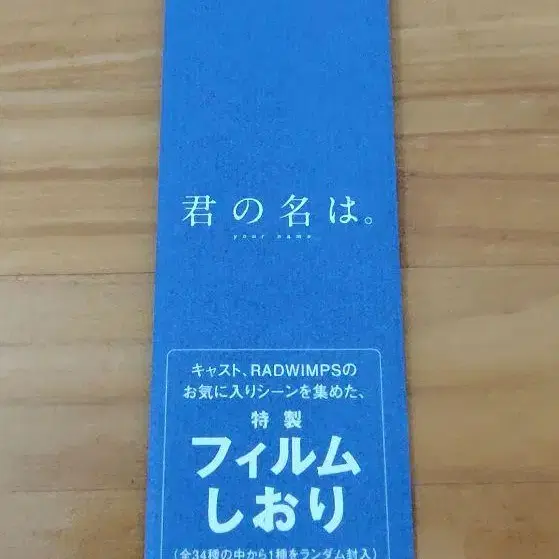 君の名は。
your name.
キャスト、RADWIMPSの
お気に入りシーンを集めた、
特製
フィルム
しおり
(全34種の中から1種をランダム封入)